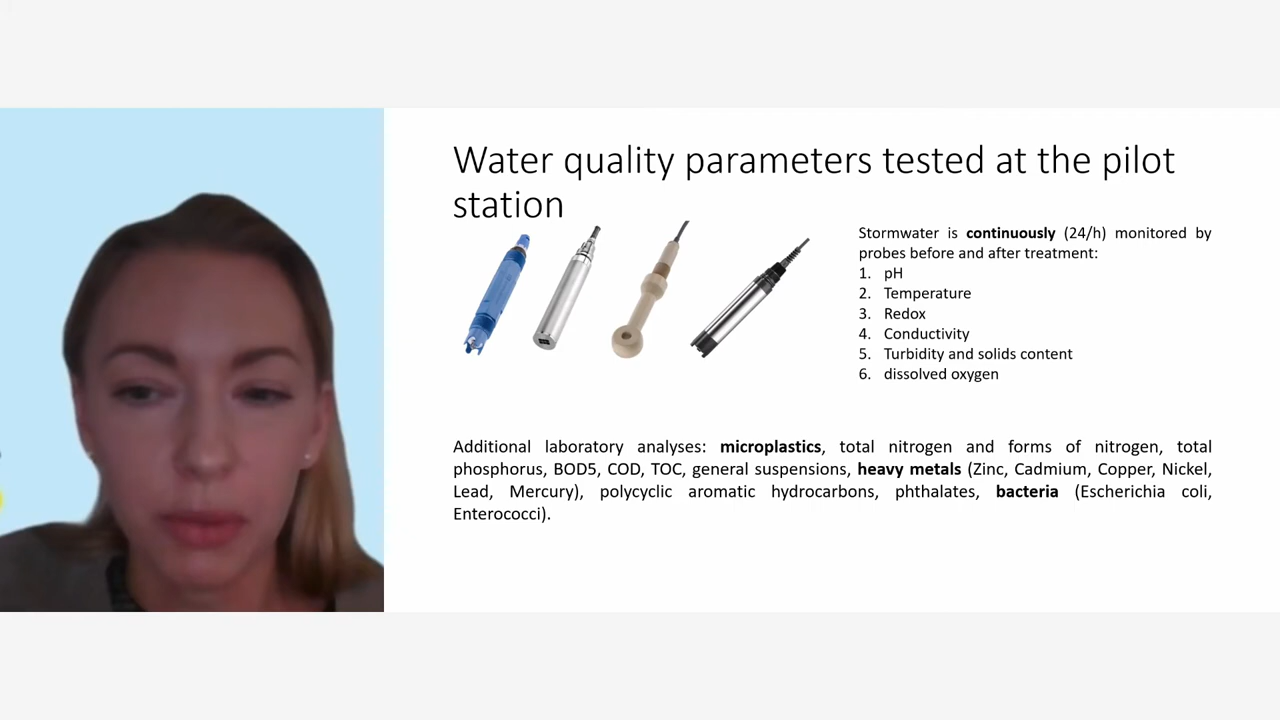 Water quality parameters tested at the pilot
station
Stormwater is continuously (24/h) monitored by
probes before and after treatment:
1. pH
2. Temperature
3. Redox
4. Conductivity
5. Turbidity and solids content
6. dissolved oxygen
Additional laboratory analyses: microplastics, total nitrogen and forms of nitrogen, total
phosphorus, BOD5, COD, TOC, general suspensions, heavy metals (Zinc, Cadmium, Copper, Nickel,
Lead, Mercury), polycyclic aromatic hydrocarbons, phthalates, bacteria (Escherichia coli,
Enterococci).